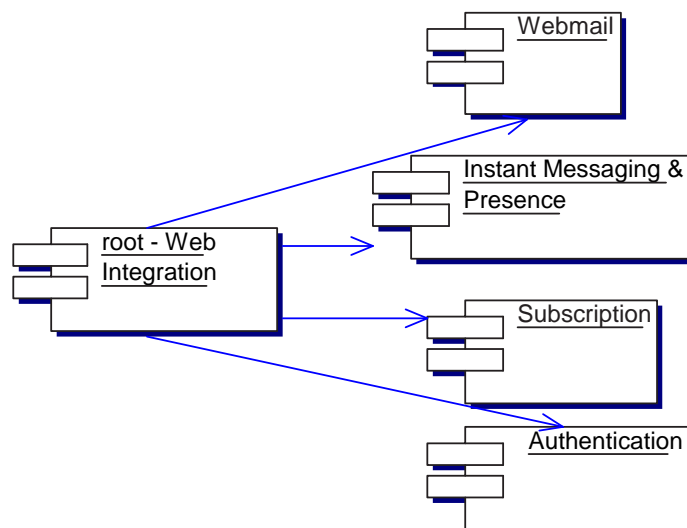 Webmail
Instant Messaging &
Presence
root - Web
Integration
Subscription
Authentication